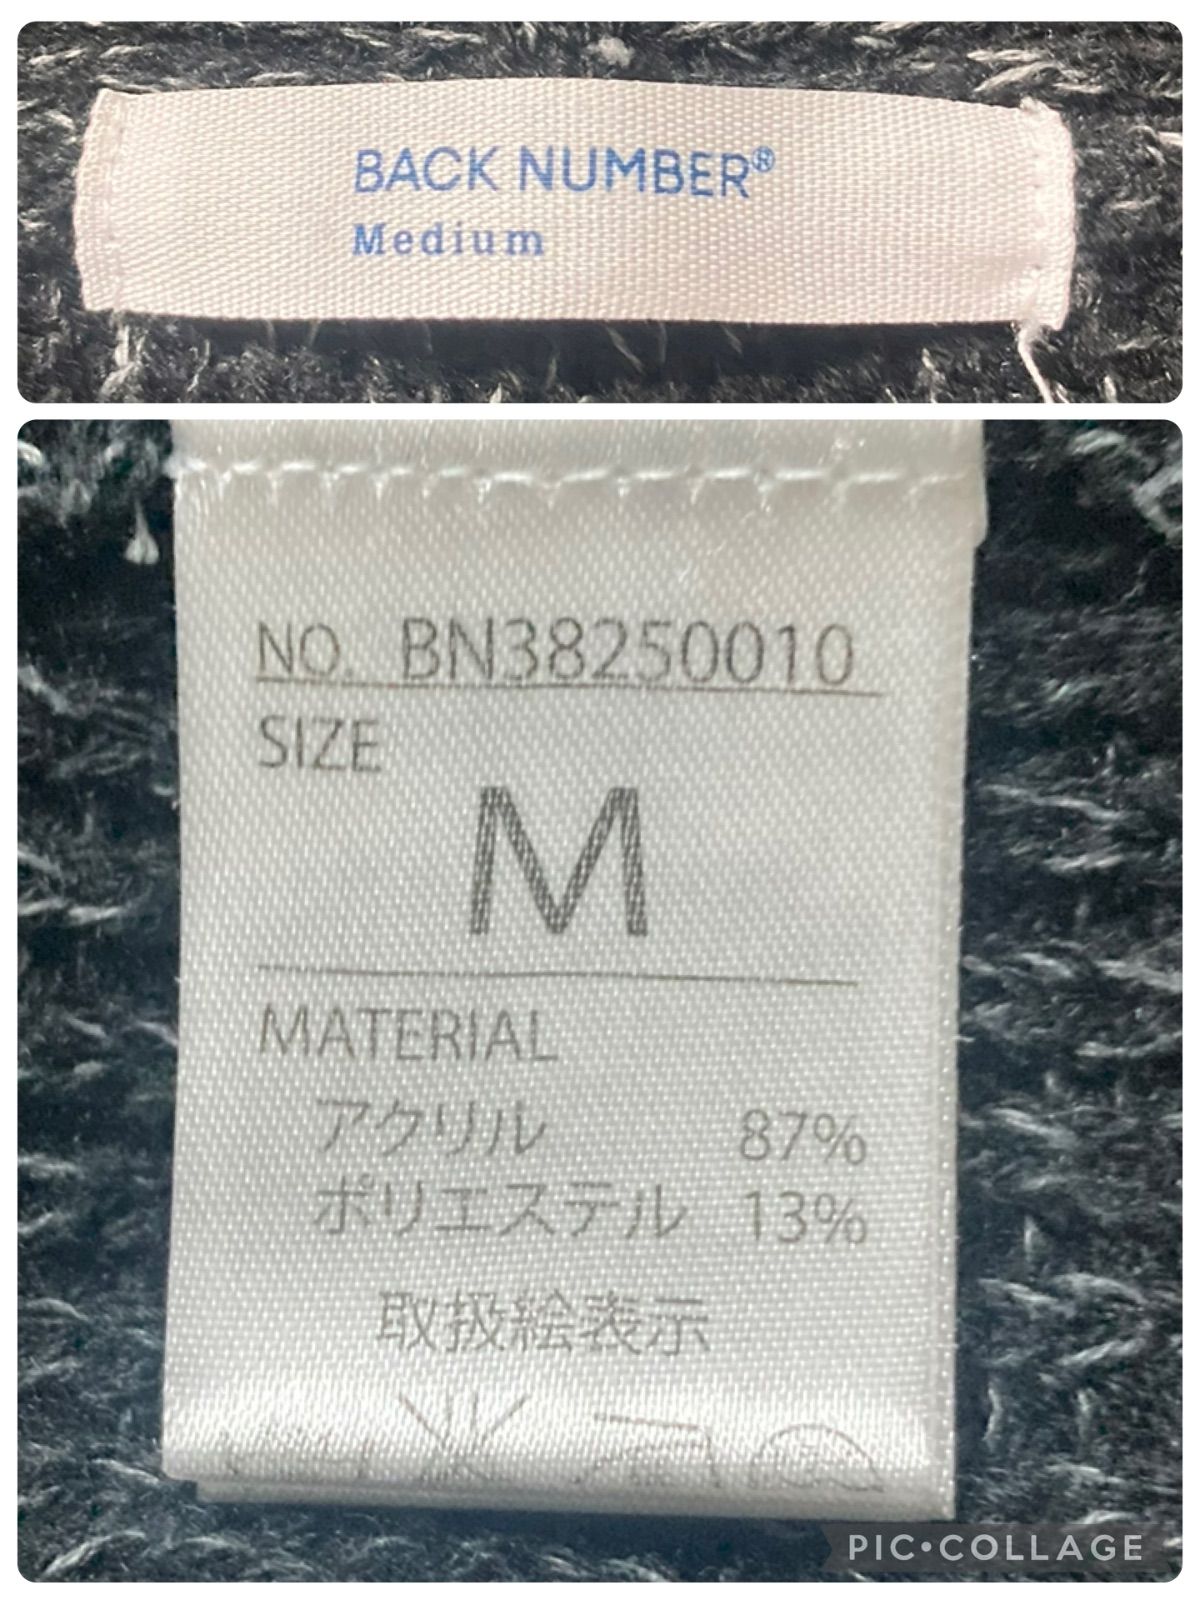 BACK NUMBER®
Medium
NO. BN38250010
SIZE
M
MATERIAL
アクリル 87%
ポリエステル 13%
取扱絵表示
PIC•COLLAGE